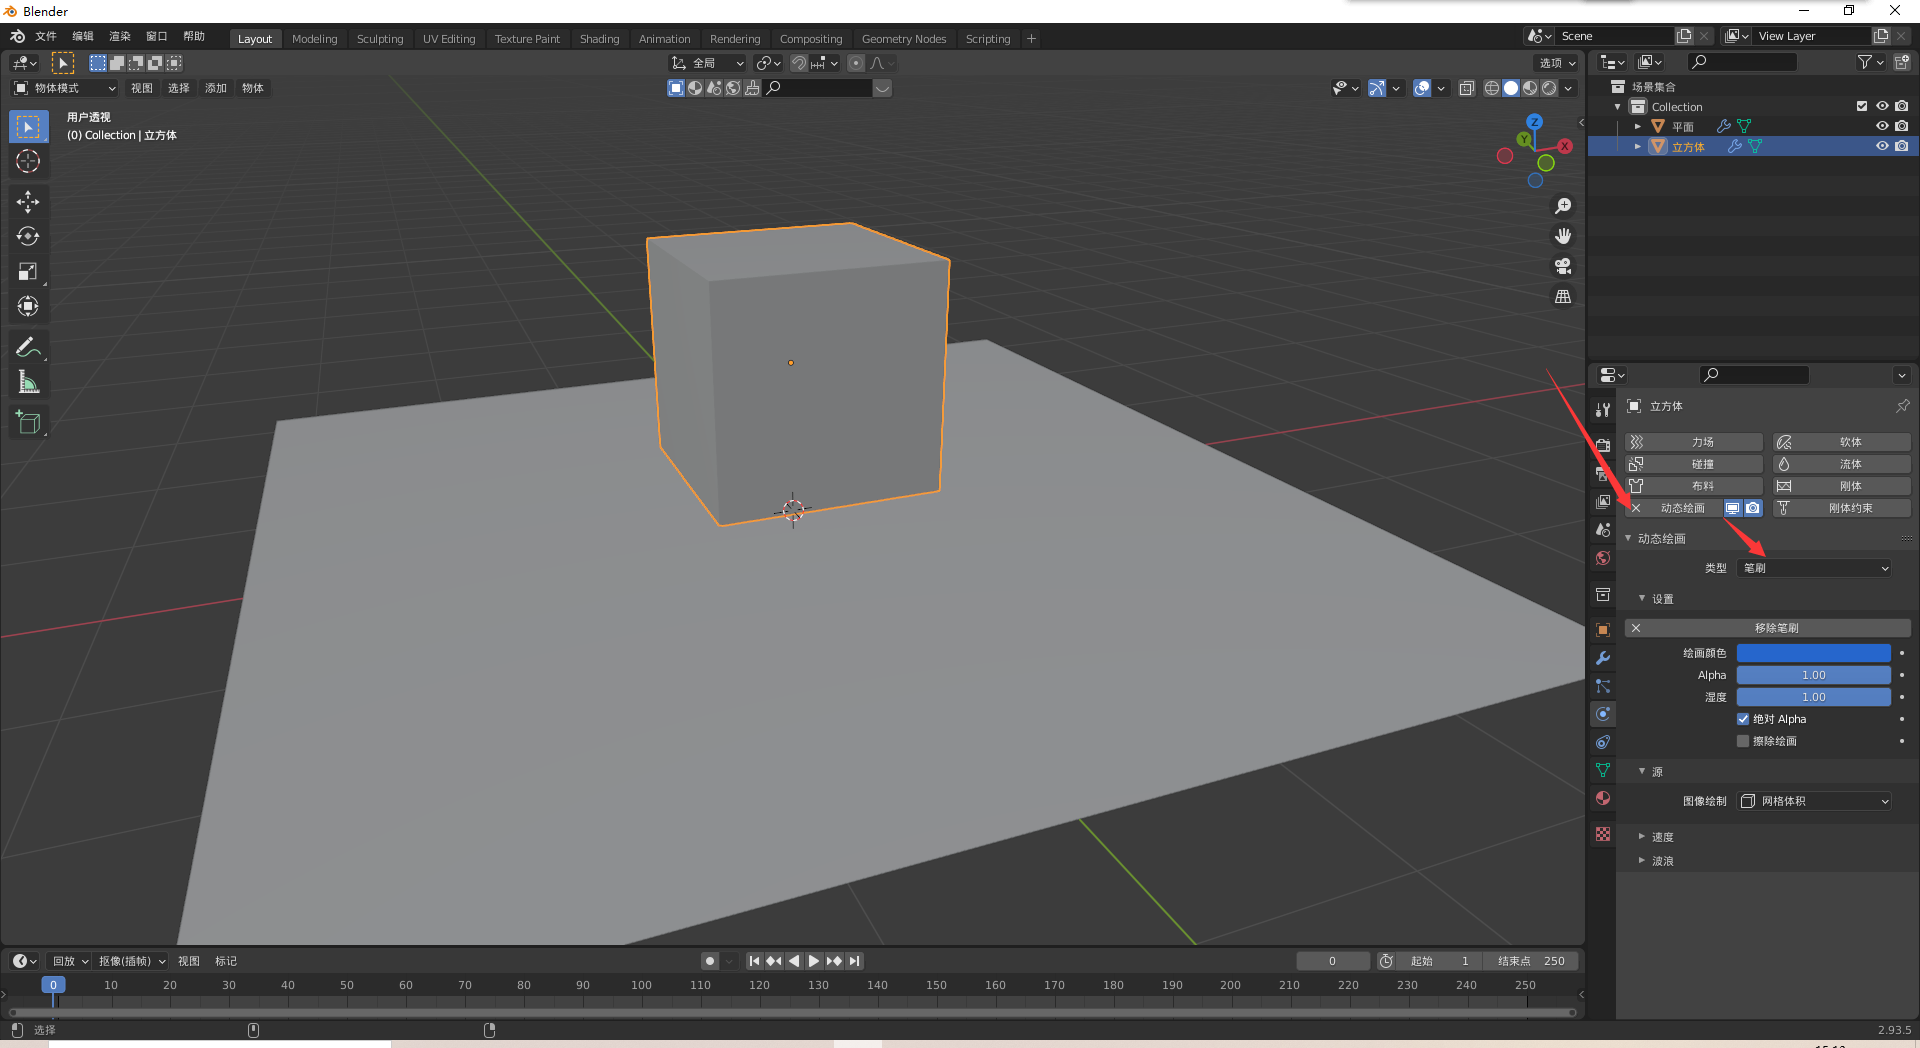 Blender
文件 编辑 渲染 窗口 帮助 Layout Modeling Sculpting UV Editing Texture Paint Shading Animation Rendering Compositing Geometry Nodes Scripting + Scene View Layer
全局 选项
物体模式 视图 选择 添加 物体
用户透视
(0) Collection | 立方体
Z
Y
X
场景集合
Collection
平面
立方体
立方体
力场 软体
碰撞 流体
布料 刚体
动态绘画 刚体约束
动态绘画
类型 笔刷
设置
移除笔刷
绘画颜色
Alpha 1.00
湿度 1.00
绝对 Alpha
擦除绘画
源
图像绘制 网格体积
速度
波浪
回放 抠像(插帧) 视图 标记 0 起始 1 结束点 250
0 10 20 30 40 50 60 70 80 90 100 110 120 130 140 150 160 170 180 190 200 210 220 230 240 250
选择 2.93.5